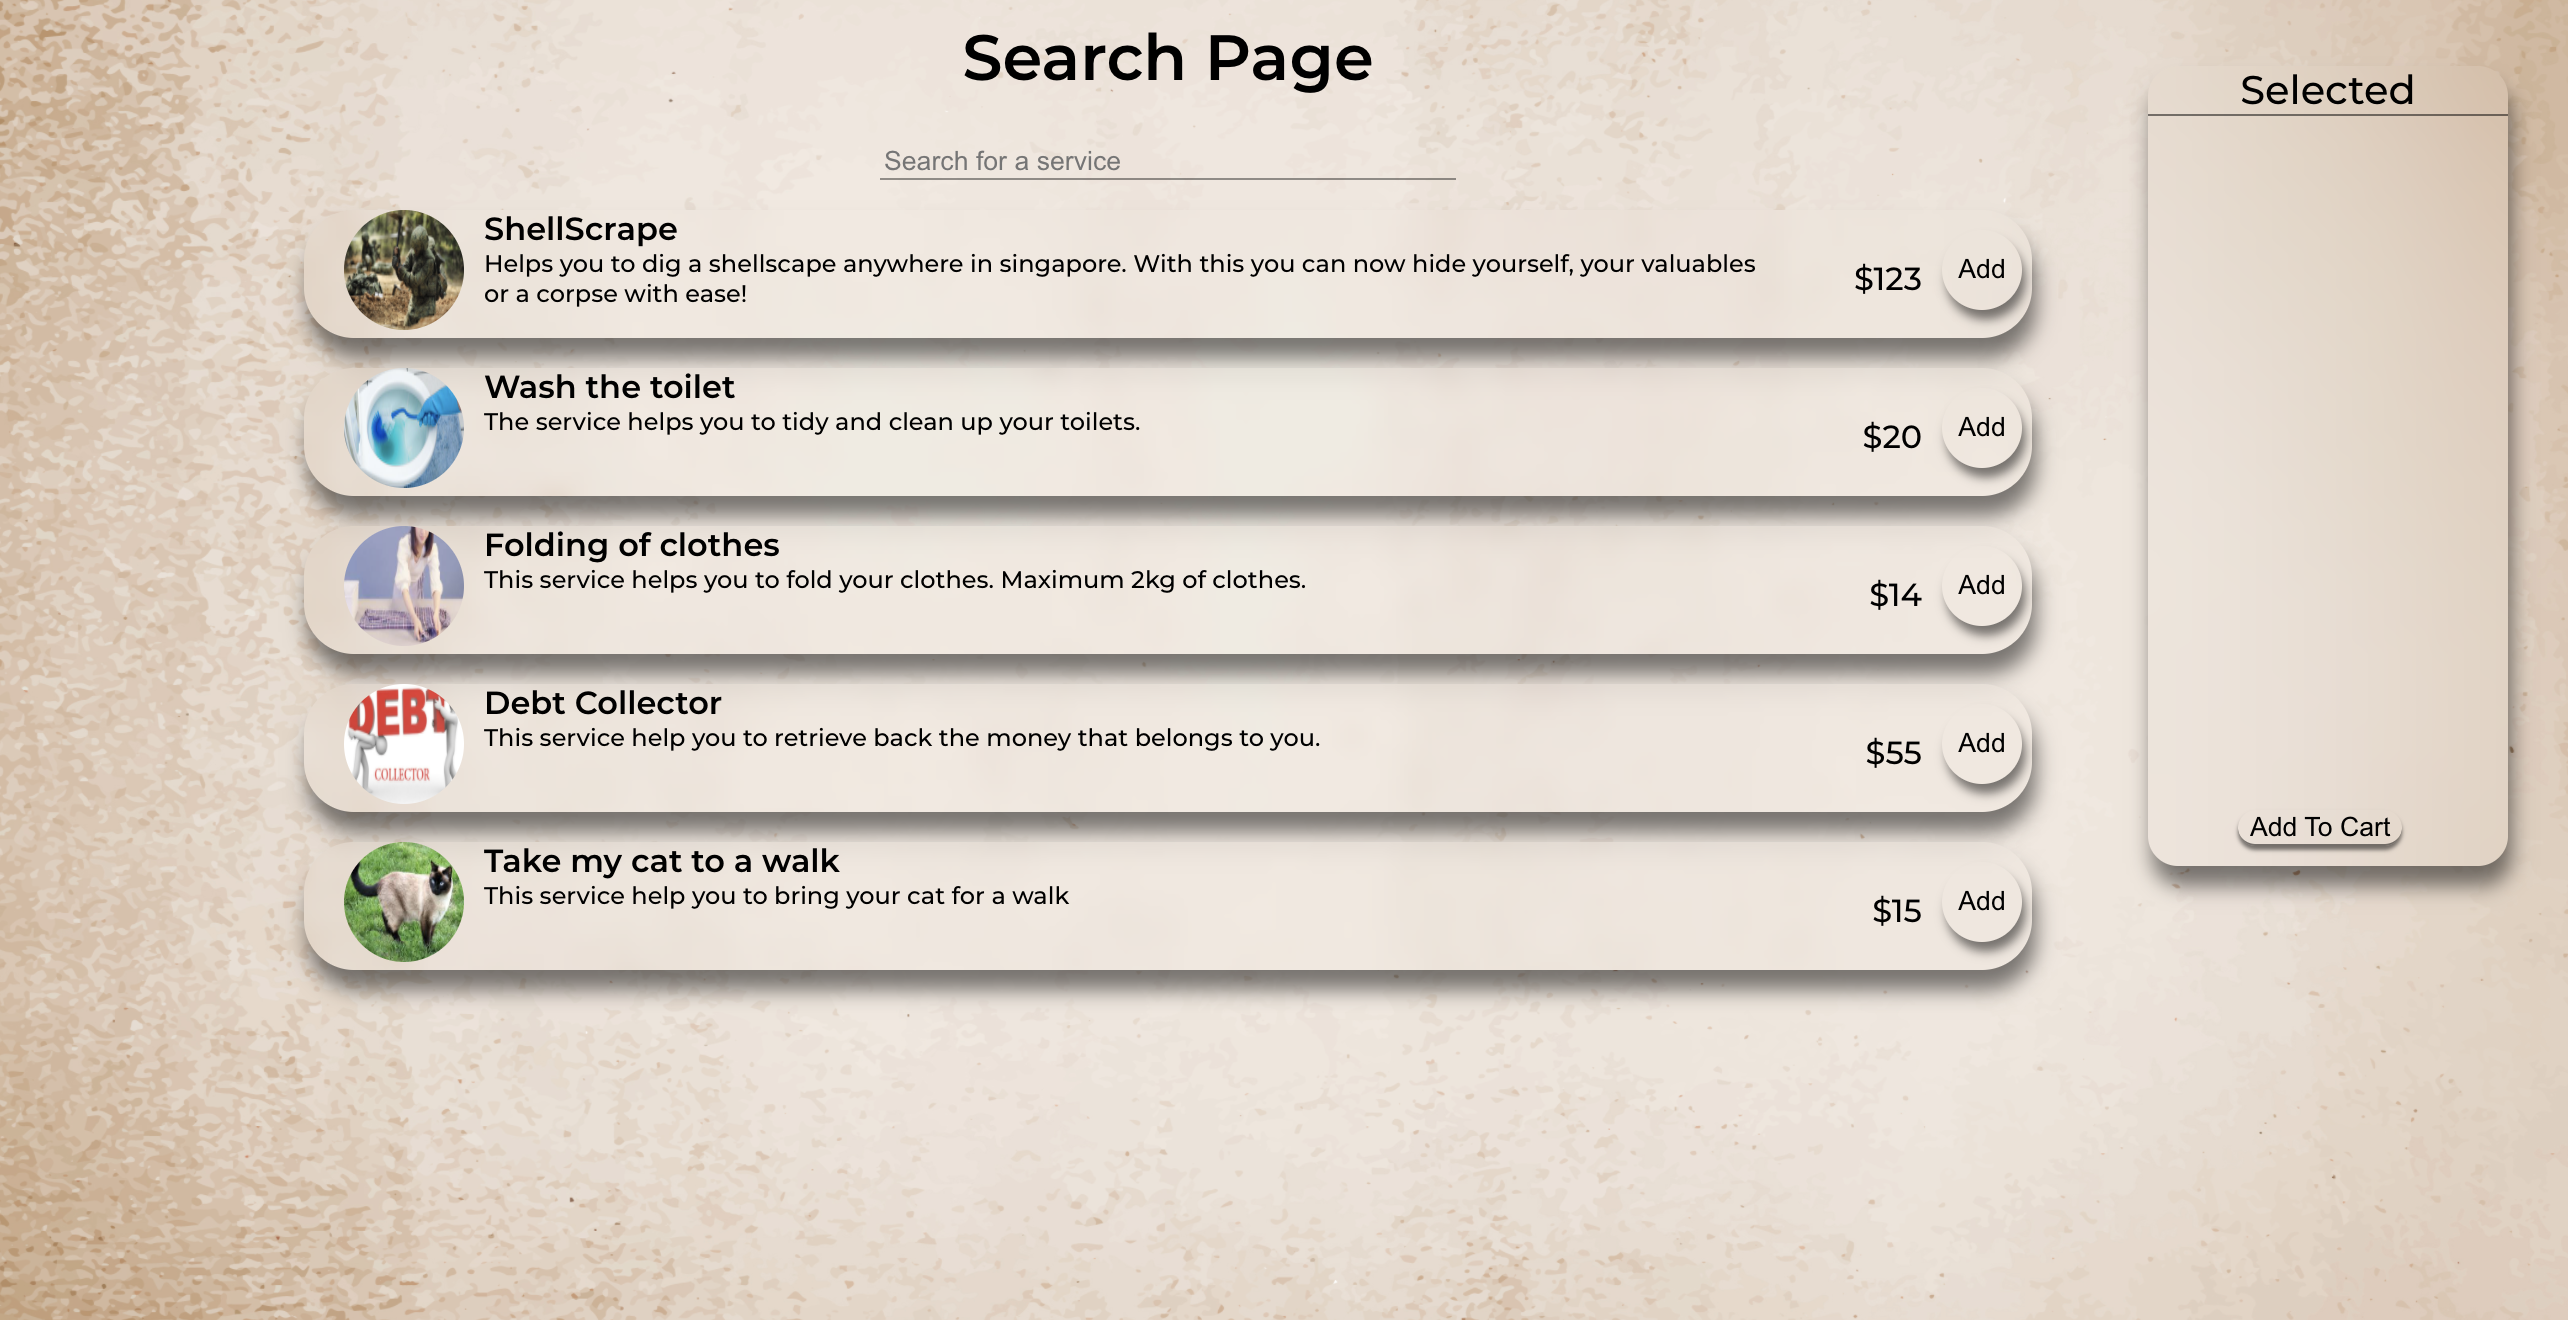 Search Page
Selected
Search for a service
ShellScrape
Helps you to dig a shellscape anywhere in singapore. With this you can now hide yourself, your valuables
or a corpse with ease!
$123
Add
Wash the toilet
The service helps you to tidy and clean up your toilets.
$20
Add
Folding of clothes
This service helps you to fold your clothes. Maximum 2kg of clothes.
$14
Add
DEBT
COLLECTOR
Debt Collector
This service help you to retrieve back the money that belongs to you.
$55
Add
Take my cat to a walk
This service help you to bring your cat for a walk
$15
Add
Add To Cart